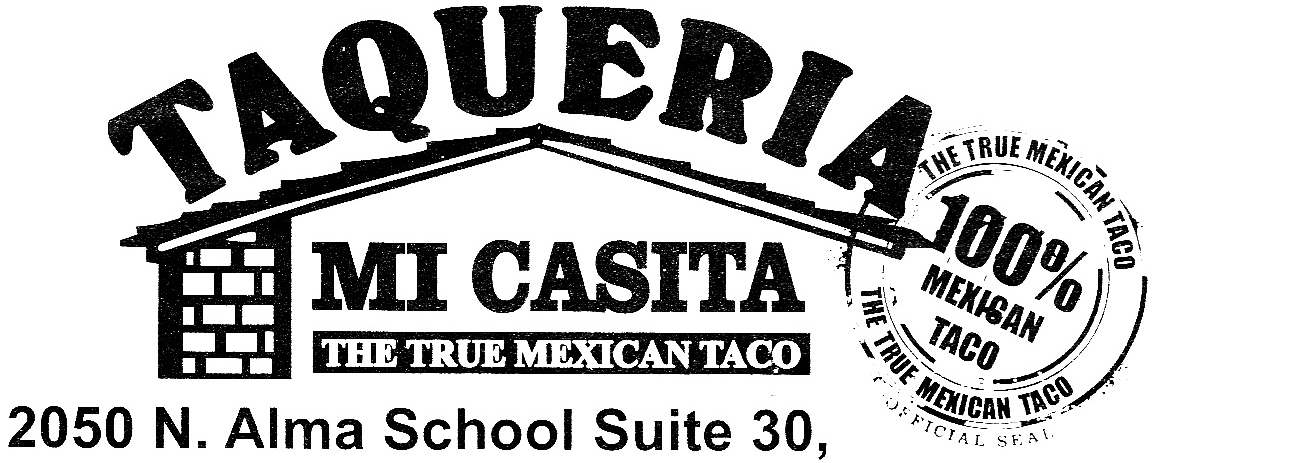 TAQUERIA
MI CASITA
THE TRUE MEXICAN TACO
THE TRUE MEXICAN TACO
100%
MEXICAN
TACO
THE TRUE MEXICAN TACO
OFFICIAL SEAL
2050 N. Alma School Suite 30,